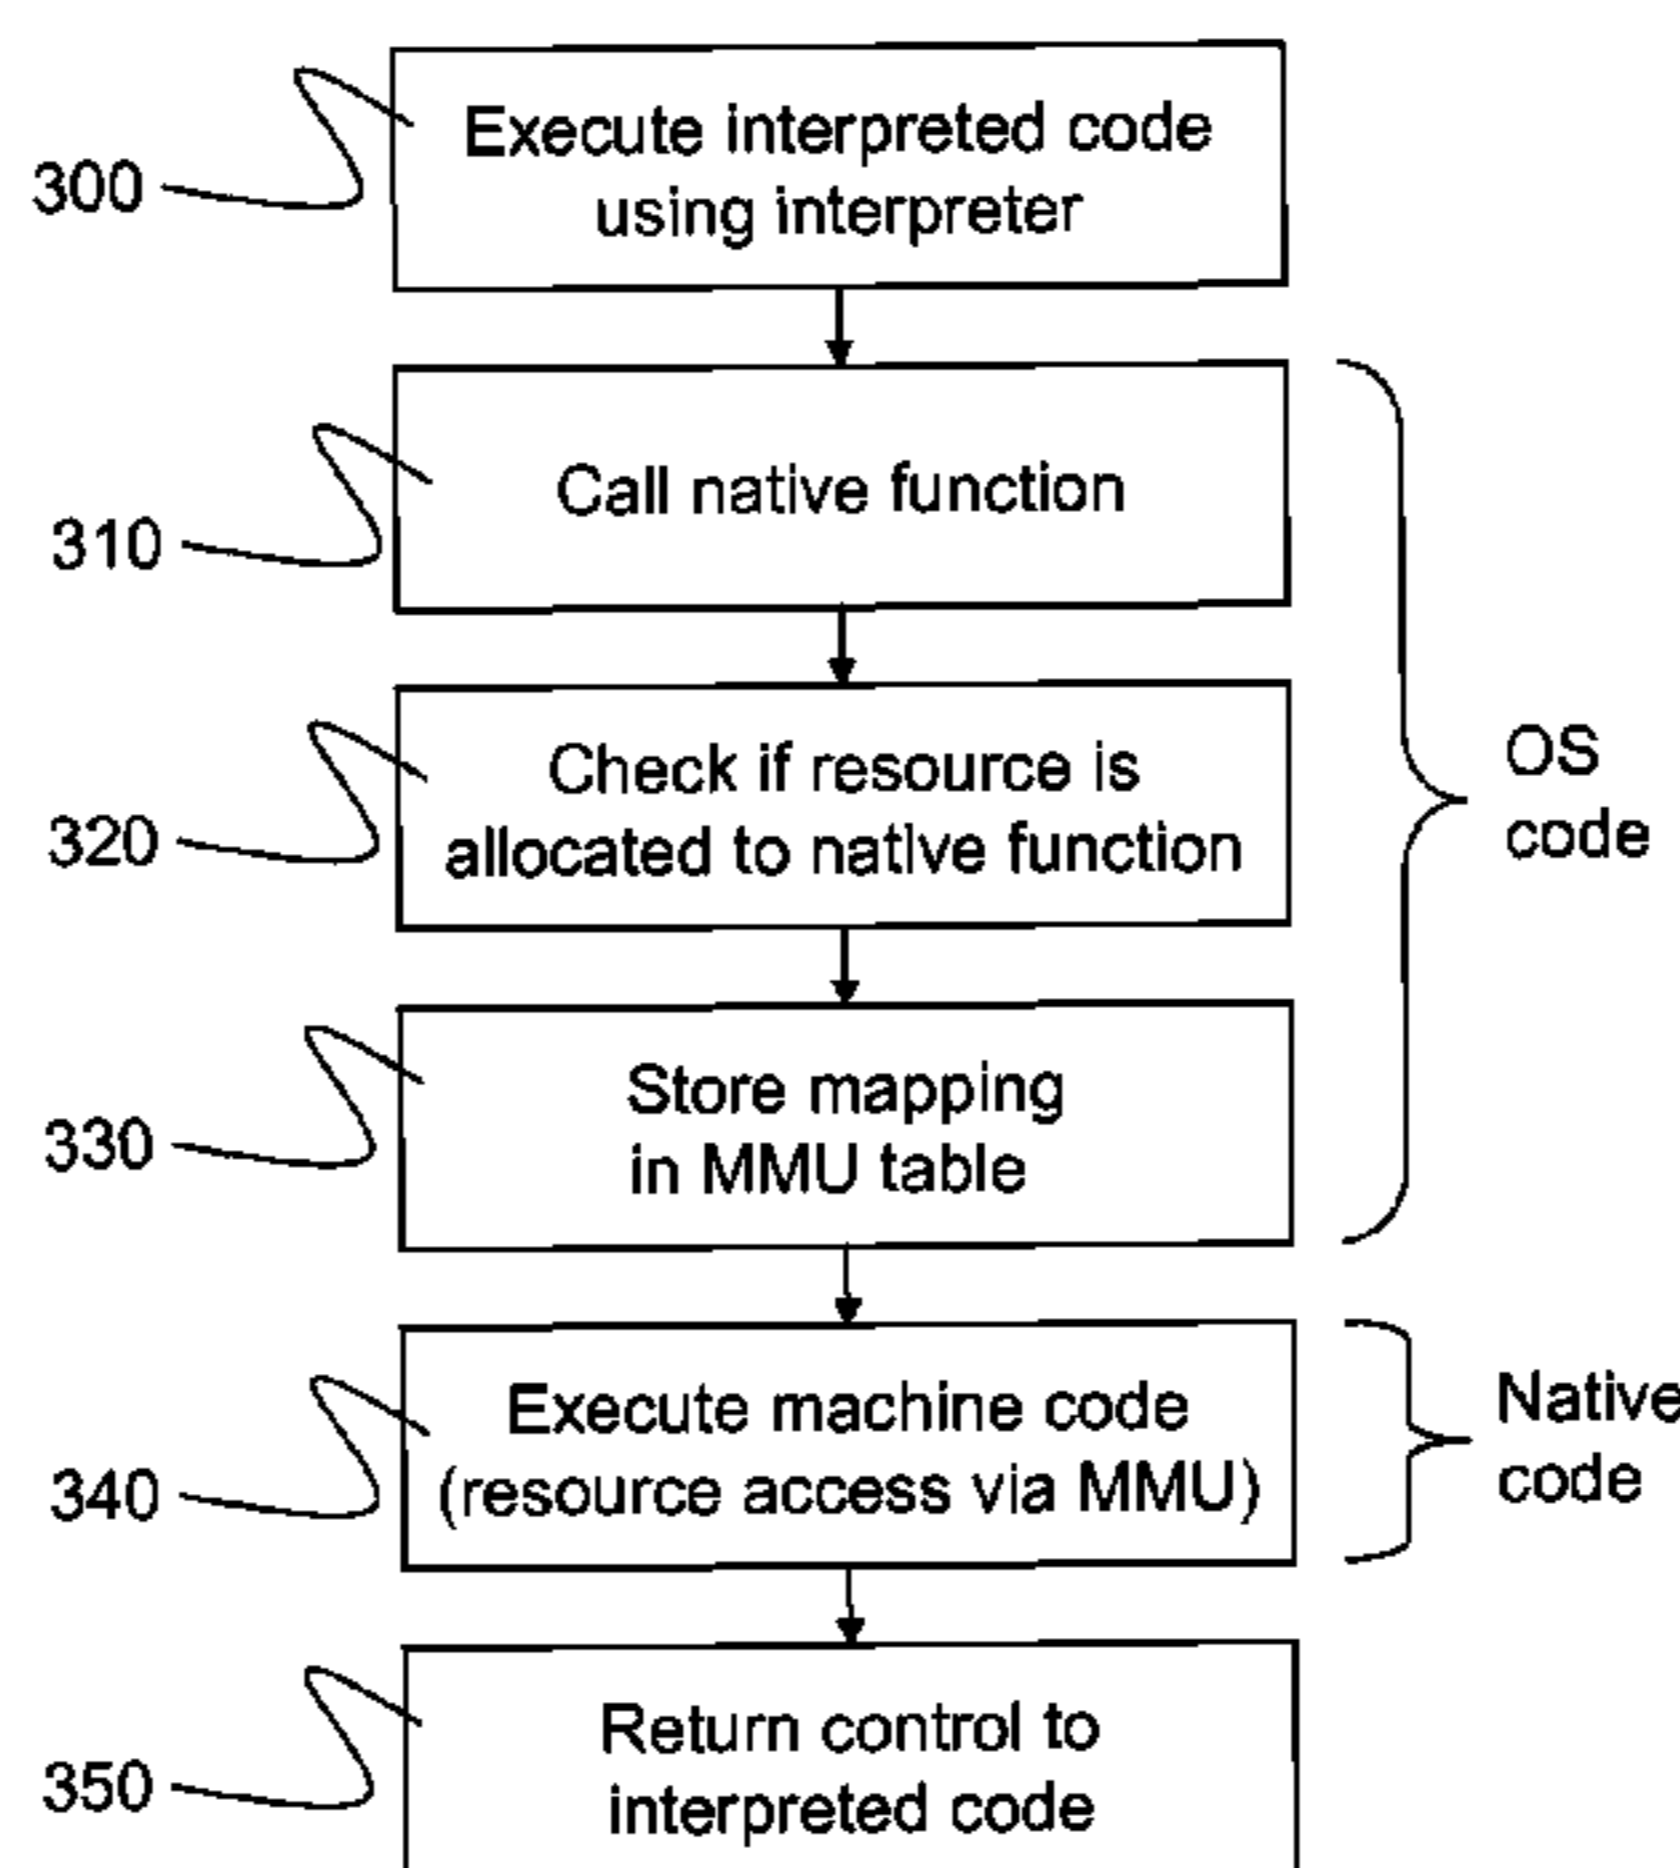 Execute interpreted code
using interpreter
300
Call native function
310
Check if resource is
allocated to native function
320
OS
code
Store mapping
in MMU table
330
Execute machine code
(resource access via MMU)
340
Native
code
Return control to
interpreted code
350